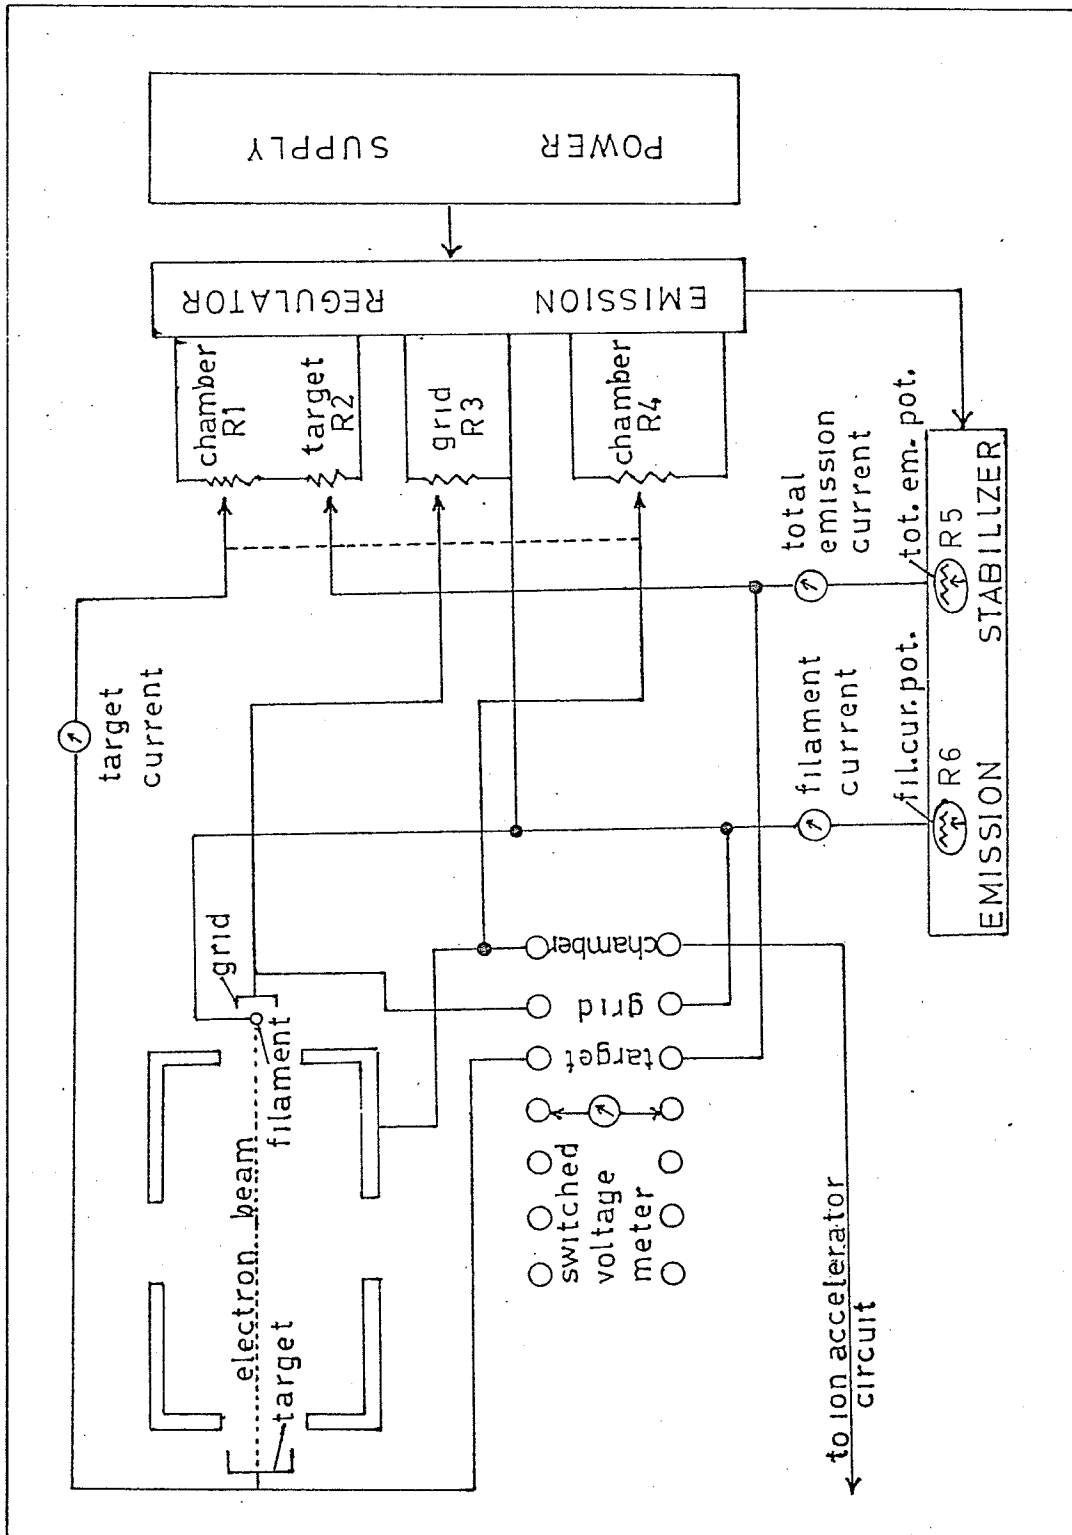 target
current
grid
filament
electron beam
target
chamber
R1
target
R2
grid
R3
chamber
R4
EMISSION REGULATOR
POWER SUPPLY
switched
voltage
meter
target
grid
chamber
filament
current
total
emission
current
fil.cur.pot.
tot. em. pot.
R6
R5
EMISSION STABILIZER
to ion accelerator
circuit